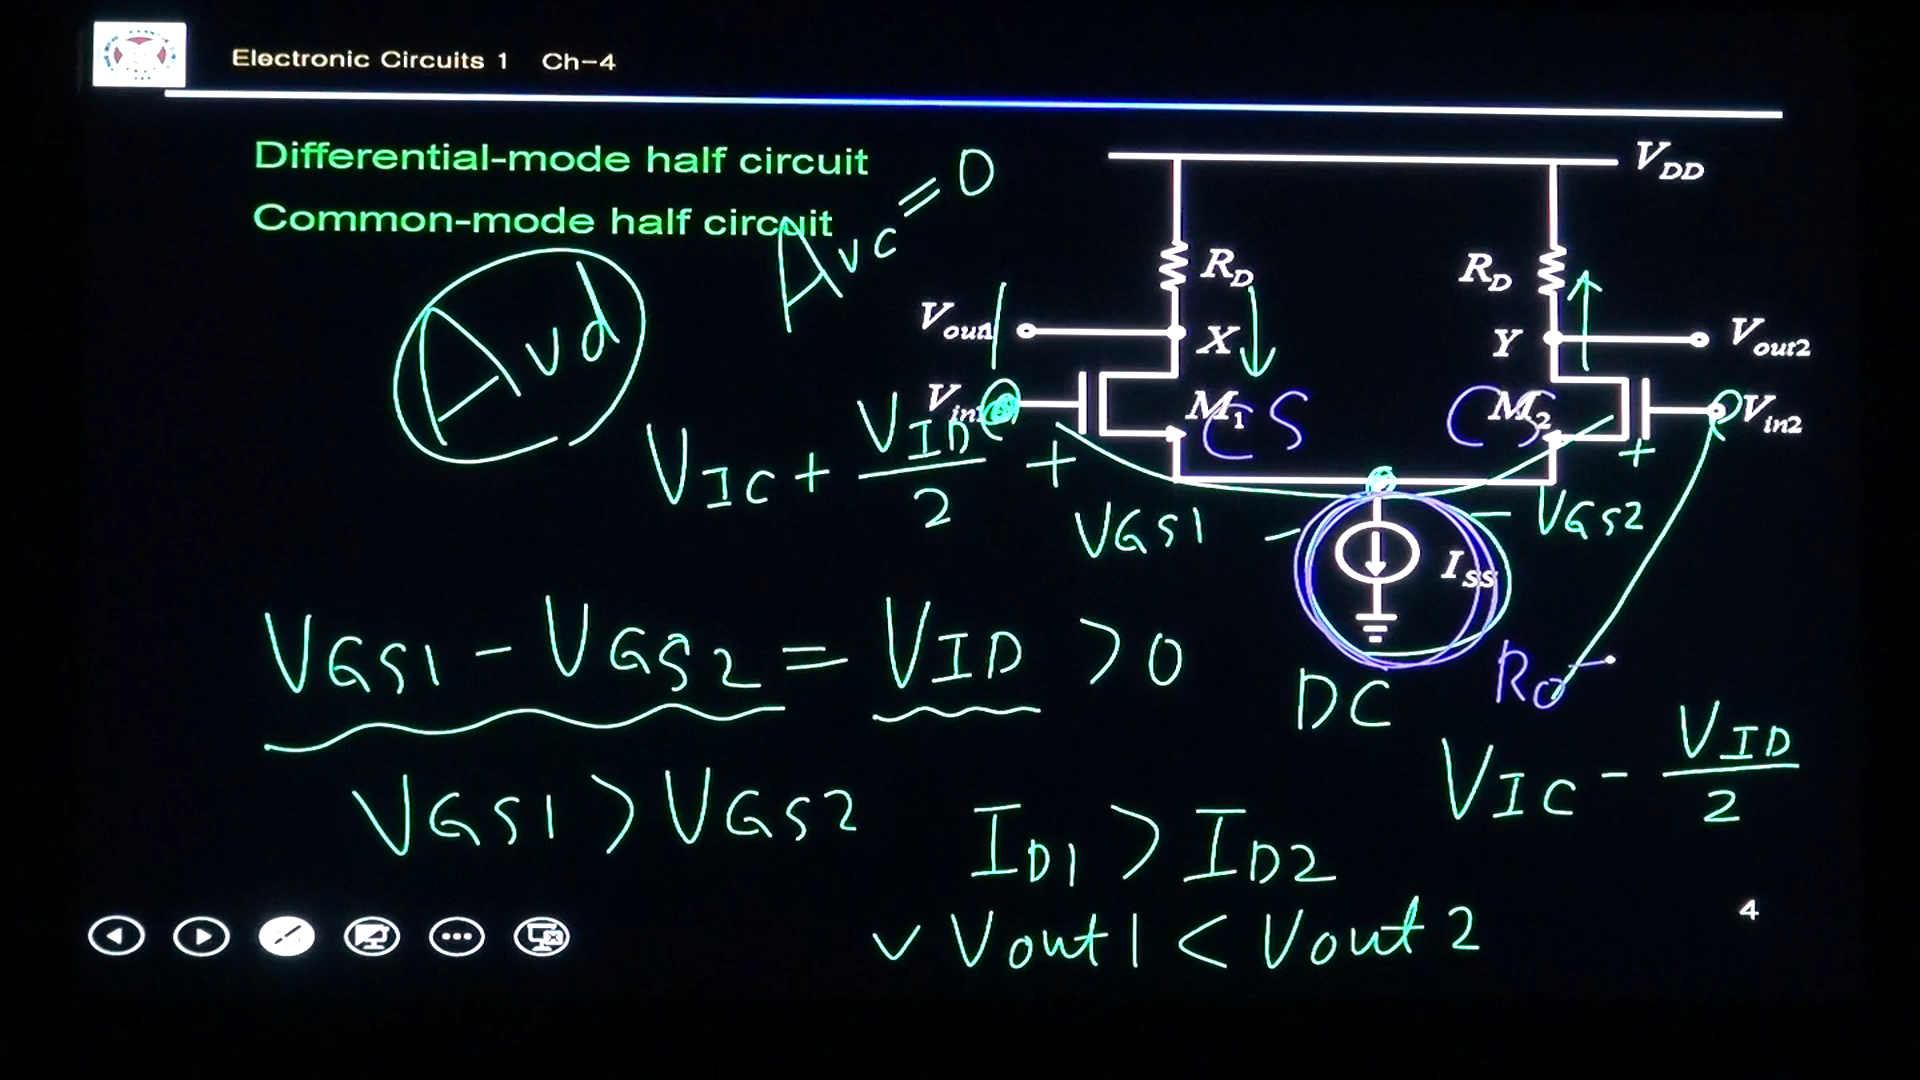 Electronic Circuits 1 Ch-4
Differential-mode half circuit
Common-mode half circuit
Avc = 0
Avd
VDD
RD
RD
Vout1
X
Y
Vout2
Vin1
M1
CS
M2
CS
Vin2
VIC + VID/2
+
+
VGS1 -
- VGS2
ISS
DC
Ro
VIC - VID/2
VGS1 - VGS2 = VID > 0
VGS1 > VGS2
ID1 > ID2
Vout1 < Vout2
4